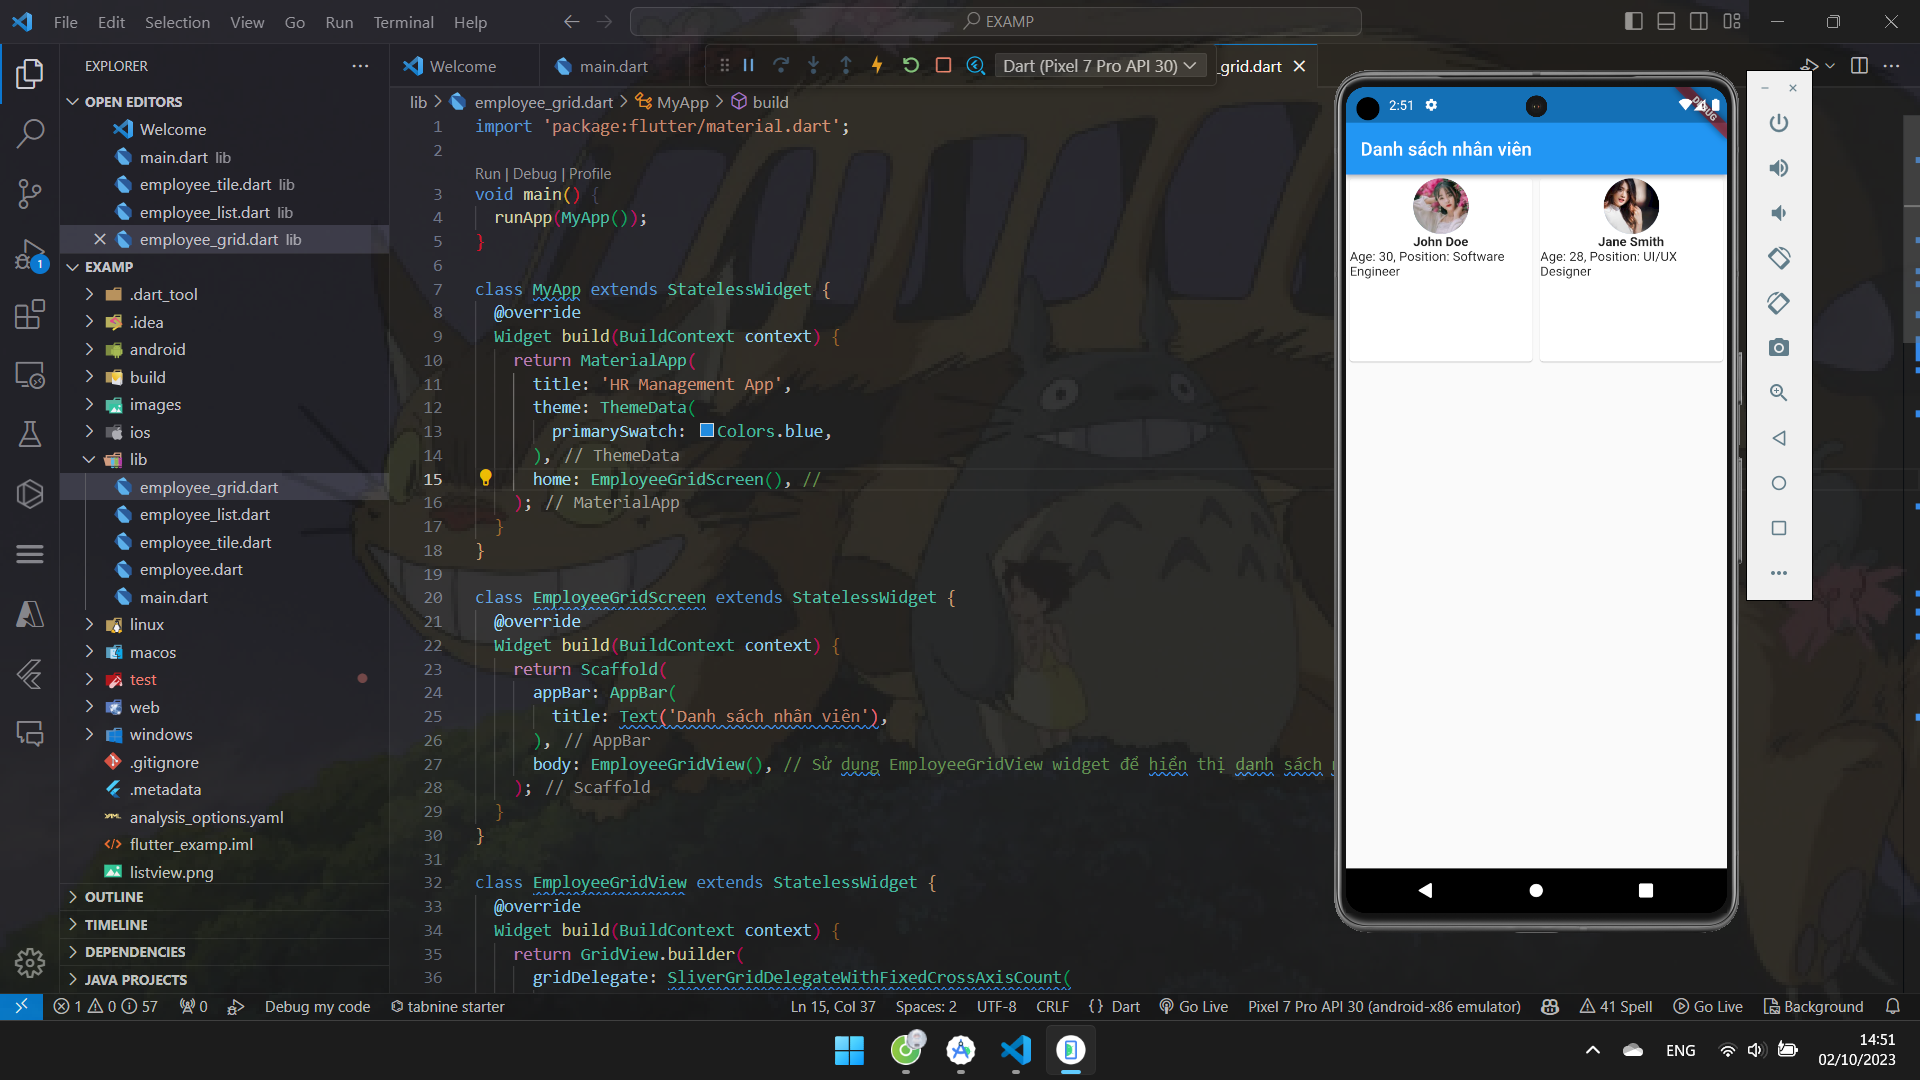 File Edit Selection View Go Run Terminal Help
EXAMP
EXPLORER
OPEN EDITORS
Welcome
main.dart lib
employee_tile.dart lib
employee_list.dart lib
employee_grid.dart lib
EXAMP
.dart_tool
.idea
android
build
images
ios
lib
employee_grid.dart
employee_list.dart
employee_tile.dart
employee.dart
main.dart
linux
macos
test
web
windows
.gitignore
.metadata
analysis_options.yaml
flutter_examp.iml
listview.png
OUTLINE
TIMELINE
DEPENDENCIES
JAVA PROJECTS
1
Welcome
main.dart
Dart (Pixel 7 Pro API 30)
_grid.dart
lib > employee_grid.dart > MyApp > build
1 import 'package:flutter/material.dart';
2
Run | Debug | Profile
3 void main() {
4 runApp(MyApp());
5 }
6
7 class MyApp extends StatelessWidget {
8 @override
9 Widget build(BuildContext context) {
10 return MaterialApp(
11 title: 'HR Management App',
12 theme: ThemeData(
13 primarySwatch: Colors.blue,
14 ), // ThemeData
15 home: EmployeeGridScreen(), //
16 ); // MaterialApp
17 }
18 }
19
20 class EmployeeGridScreen extends StatelessWidget {
21 @override
22 Widget build(BuildContext context) {
23 return Scaffold(
24 appBar: AppBar(
25 title: Text('Danh sách nhân viên'),
26 ), // AppBar
27 body: EmployeeGridView(), // Sử dụng EmployeeGridView widget để hiển thị danh sách
28 ); // Scaffold
29 }
30 }
31
32 class EmployeeGridView extends StatelessWidget {
33 @override
34 Widget build(BuildContext context) {
35 return GridView.builder(
36 gridDelegate: SliverGridDelegateWithFixedCrossAxisCount(
2:51
DEBUG
Danh sách nhân viên
John Doe
Age: 30, Position: Software
Engineer
Jane Smith
Age: 28, Position: UI/UX
Designer
1 0 57 0 Debug my code tabnine starter
Ln 15, Col 37 Spaces: 2 UTF-8 CRLF {} Dart Go Live Pixel 7 Pro API 30 (android-x86 emulator) 41 Spell Go Live Background
ENG
14:51
02/10/2023